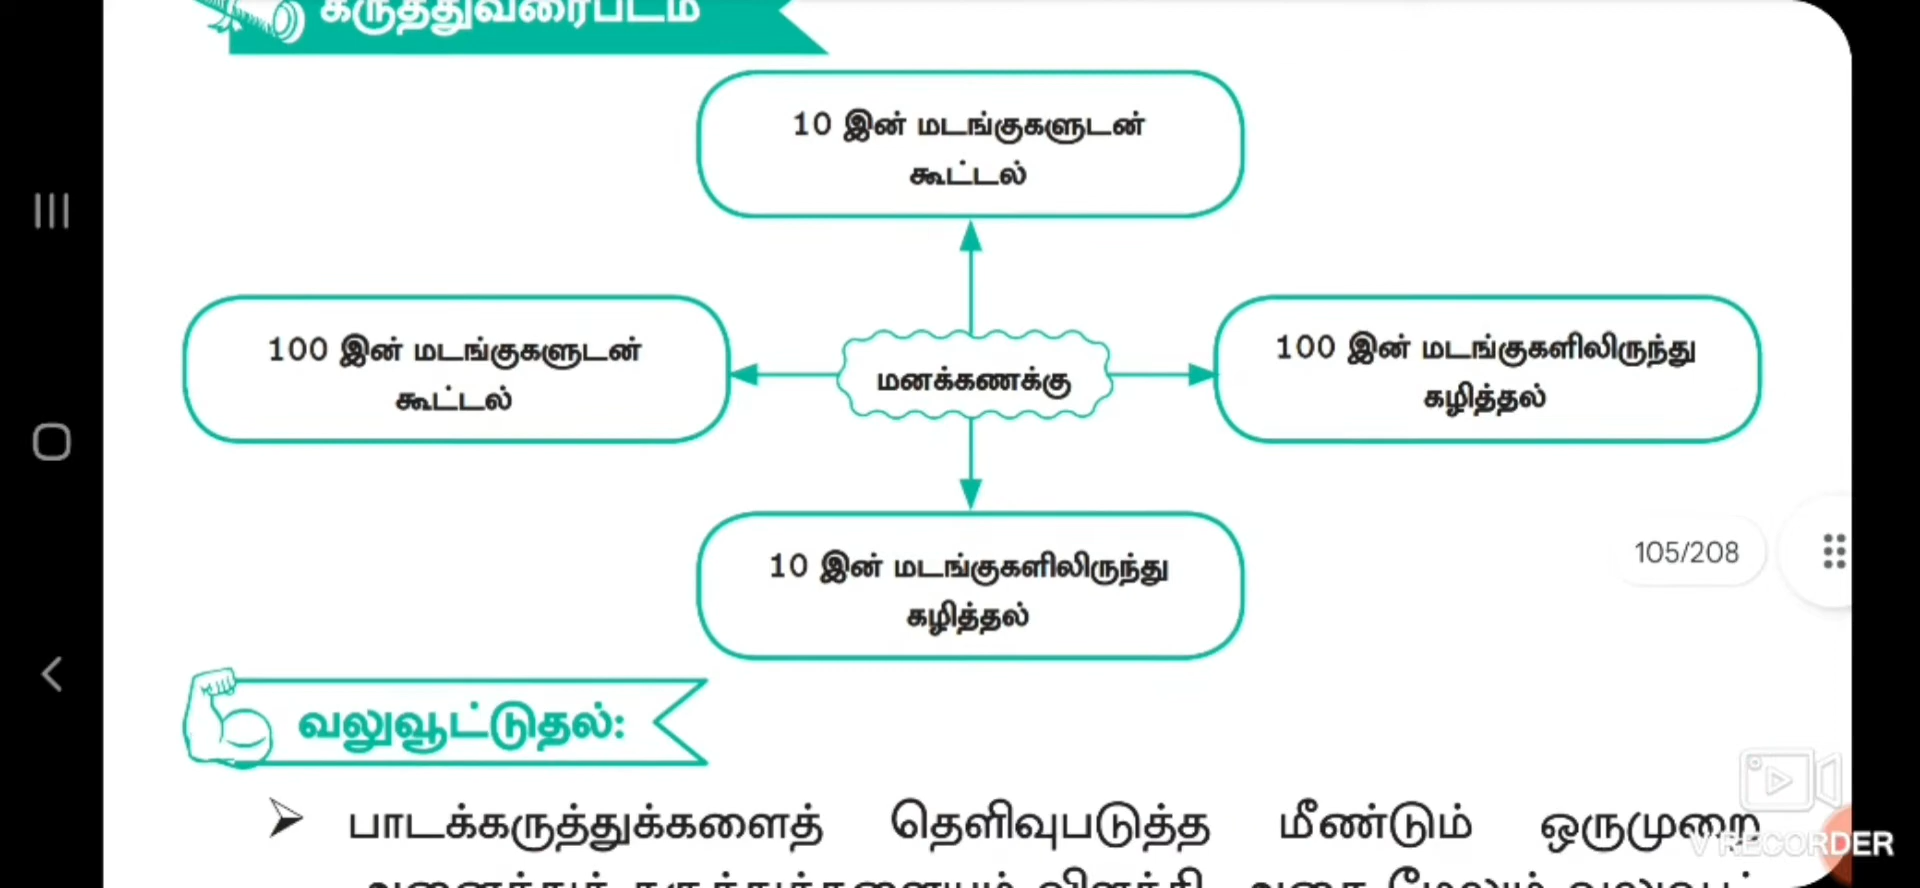 கருத்துவரைபடம்
10 இன் மடங்குகளுடன்
கூட்டல்
100 இன் மடங்குகளுடன்
கூட்டல்
மனக்கணக்கு
100 இன் மடங்குகளிலிருந்து
கழித்தல்
105/208
10 இன் மடங்குகளிலிருந்து
கழித்தல்
வலுவூட்டுதல்:
பாடக்கருத்துக்களைத் தெளிவுபடுத்த மீண்டும் ஒருமுறை
V RECORDER